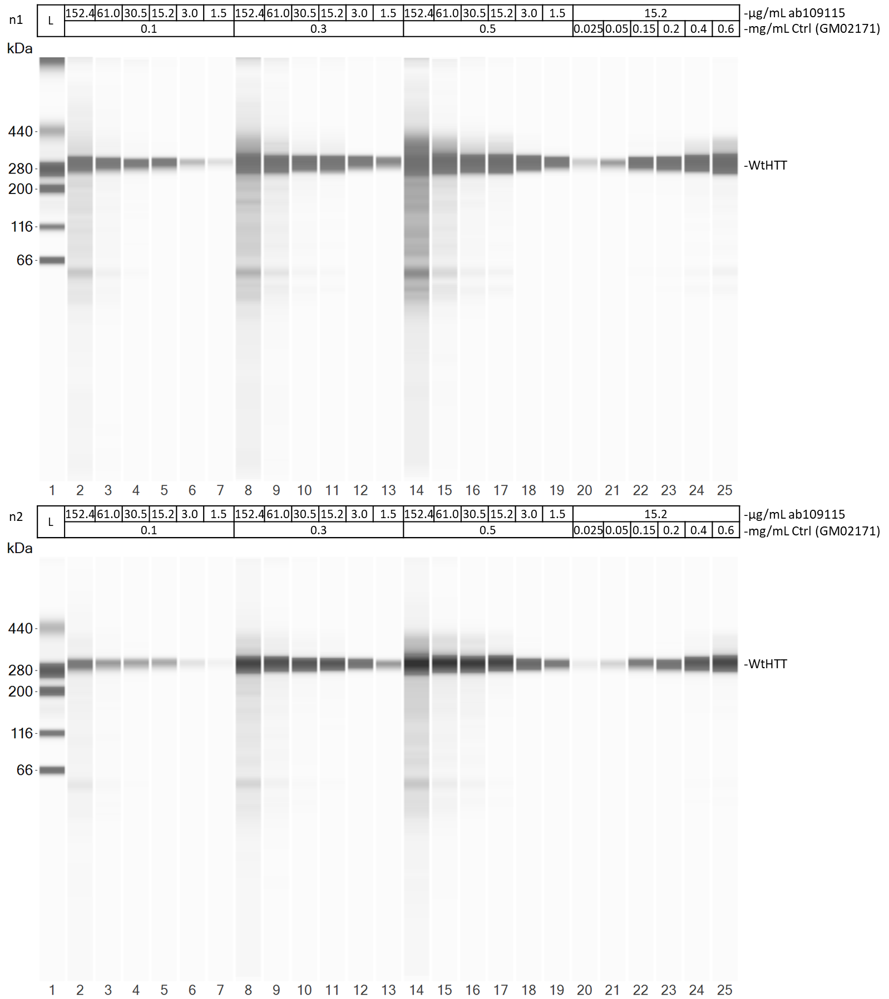 n1 L 152.4 61.0 30.5 15.2 3.0 1.5 152.4 61.0 30.5 15.2 3.0 1.5 152.4 61.0 30.5 15.2 3.0 1.5 15.2 -µg/mL ab109115
0.1 0.3 0.5 0.025 0.05 0.15 0.2 0.4 0.6 -mg/mL Ctrl (GM02171)
kDa
440-
280- -WtHTT
200-
116-
66-
1 2 3 4 5 6 7 8 9 10 11 12 13 14 15 16 17 18 19 20 21 22 23 24 25
n2 L 152.4 61.0 30.5 15.2 3.0 1.5 152.4 61.0 30.5 15.2 3.0 1.5 152.4 61.0 30.5 15.2 3.0 1.5 15.2 -µg/mL ab109115
0.1 0.3 0.5 0.025 0.05 0.15 0.2 0.4 0.6 -mg/mL Ctrl (GM02171)
kDa
440-
280- -WtHTT
200-
116-
66-
1 2 3 4 5 6 7 8 9 10 11 12 13 14 15 16 17 18 19 20 21 22 23 24 25